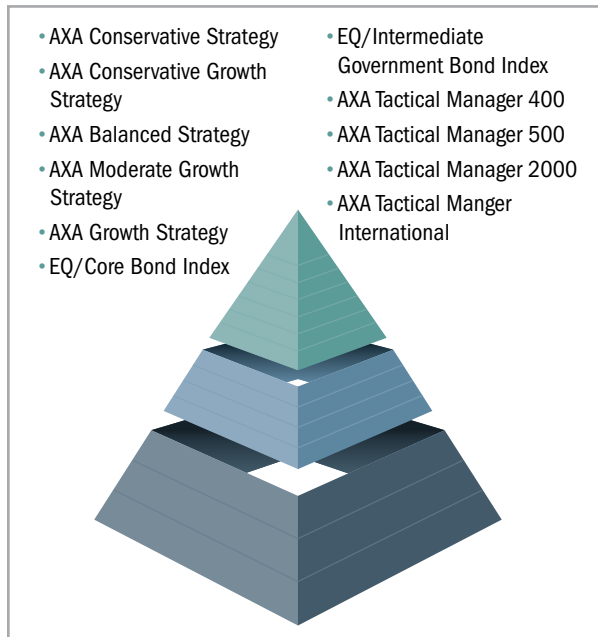 • AXA Conservative Strategy
• AXA Conservative Growth
Strategy
• AXA Balanced Strategy
• AXA Moderate Growth
Strategy
• AXA Growth Strategy
• EQ/Core Bond Index
• EQ/Intermediate
Government Bond Index
• AXA Tactical Manager 400
• AXA Tactical Manager 500
• AXA Tactical Manager 2000
• AXA Tactical Manger
International